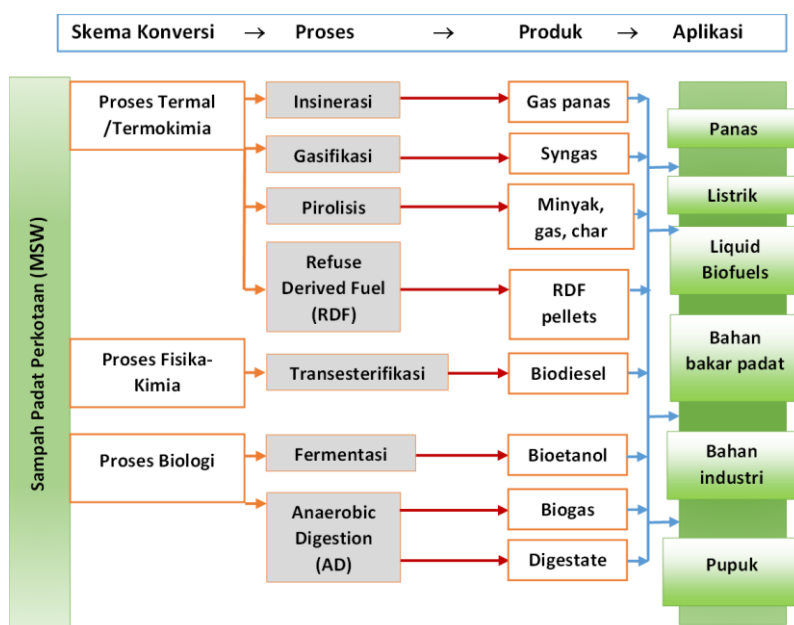 Skema Konversi → Proses → Produk → Aplikasi
Sampah Padat Perkotaan (MSW)
Proses Termal
/Termokimia
Proses Fisika-
Kimia
Proses Biologi
Insinerasi
Gasifikasi
Pirolisis
Refuse
Derived Fuel
(RDF)
Transesterifikasi
Fermentasi
Anaerobic
Digestion
(AD)
Gas panas
Syngas
Minyak,
gas, char
RDF
pellets
Biodiesel
Bioetanol
Biogas
Digestate
Panas
Listrik
Liquid
Biofuels
Bahan
bakar padat
Bahan
industri
Pupuk